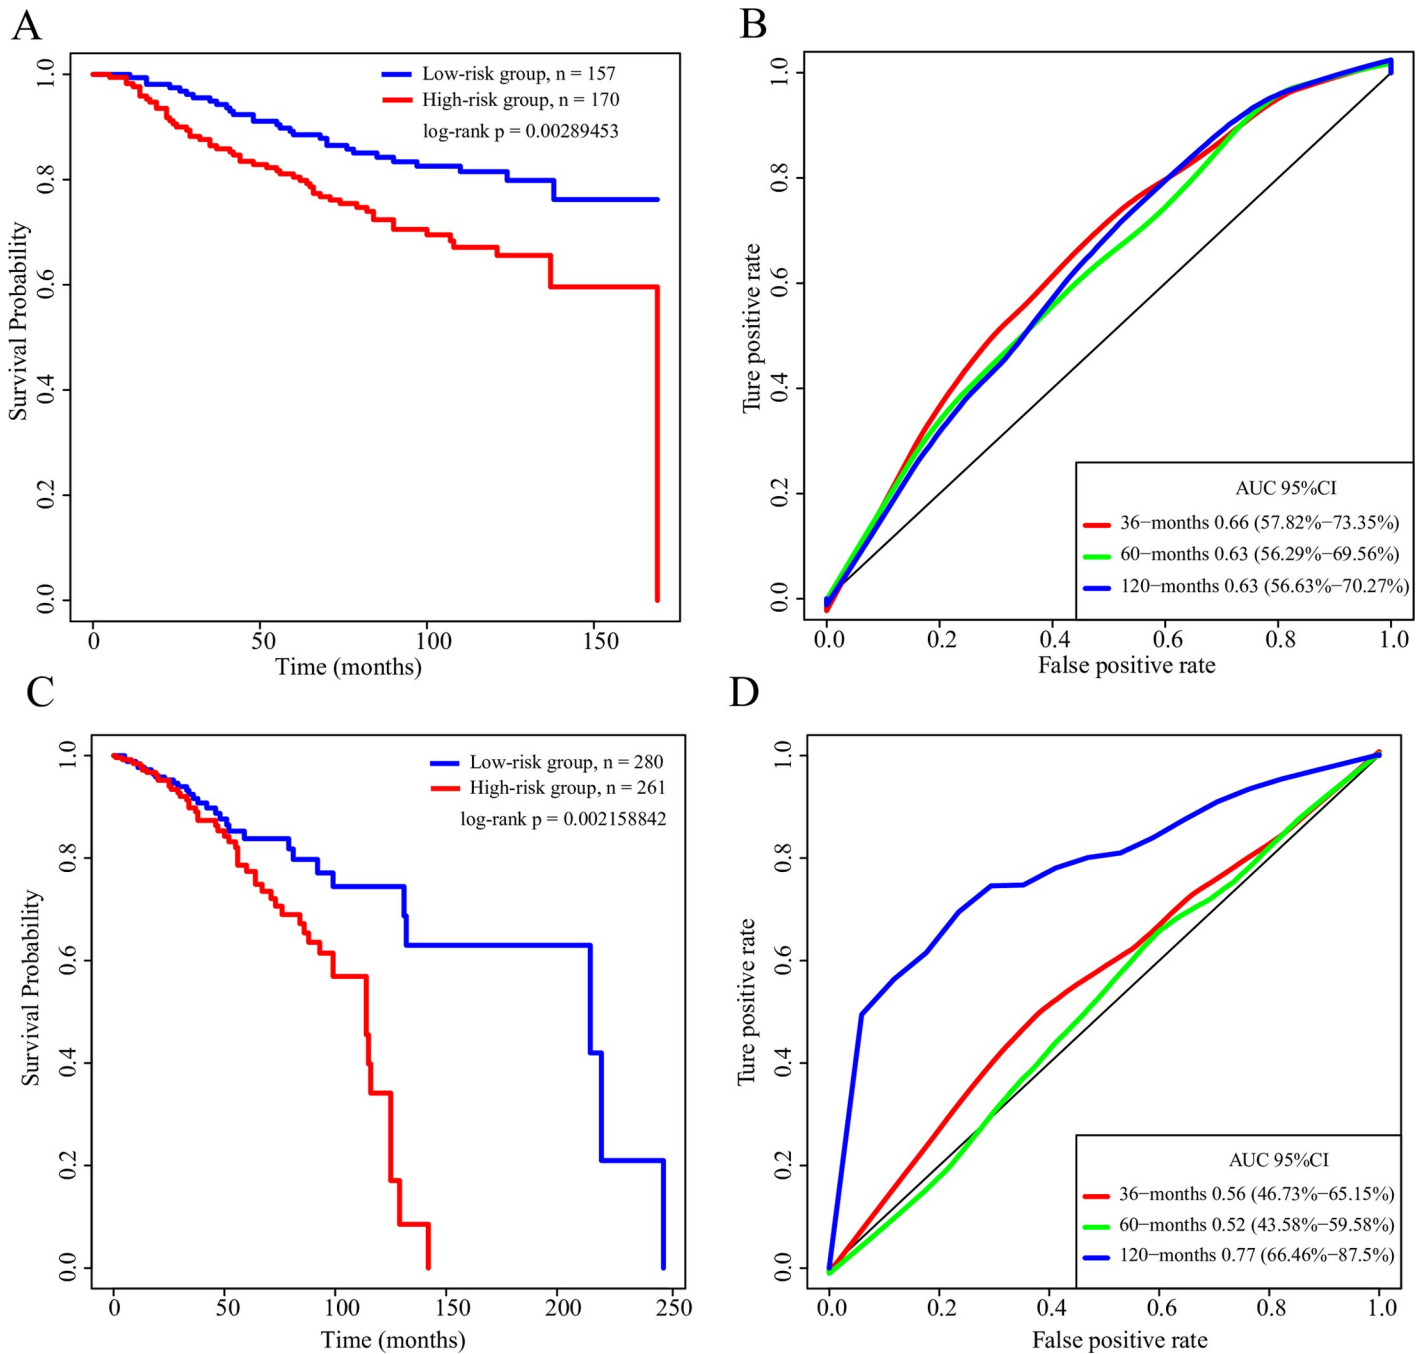 A
Low-risk group, n = 157
High-risk group, n = 170
log-rank p = 0.00289453
Survival Probability
1.0
0.8
0.6
0.4
0.2
0.0
0
50
100
150
Time (months)
B
Ture positive rate
1.0
0.8
0.6
0.4
0.2
0.0
AUC 95%CI
36−months 0.66 (57.82%−73.35%)
60−months 0.63 (56.29%−69.56%)
120−months 0.63 (56.63%−70.27%)
0.0
0.2
0.4
0.6
0.8
1.0
False positive rate
C
Low-risk group, n = 280
High-risk group, n = 261
log-rank p = 0.002158842
Survival Probability
1.0
0.8
0.6
0.4
0.2
0.0
0
50
100
150
200
250
Time (months)
D
Ture positive rate
1.0
0.8
0.6
0.4
0.2
0.0
AUC 95%CI
36−months 0.56 (46.73%−65.15%)
60−months 0.52 (43.58%−59.58%)
120−months 0.77 (66.46%−87.5%)
0.0
0.2
0.4
0.6
0.8
1.0
False positive rate